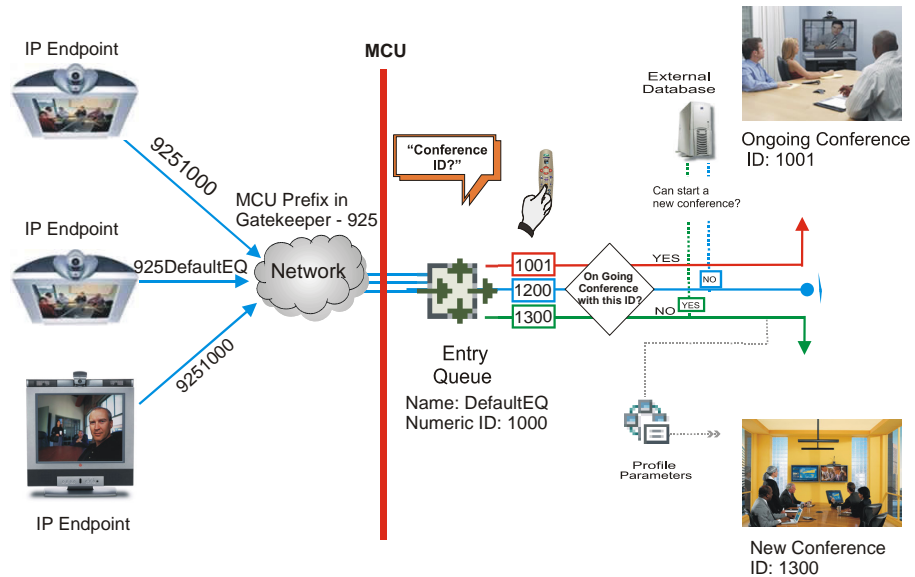 IP Endpoint
9251000
IP Endpoint
925DefaultEQ
9251000
IP Endpoint
MCU Prefix in
Gatekeeper - 925
Network
MCU
“Conference
ID?”
Entry
Queue
Name: DefaultEQ
Numeric ID: 1000
1001
1200
1300
On Going
Conference
with this ID?
YES
NO
External
Database
Can start a
new conference?
NO
YES
Profile
Parameters
Ongoing Conference
ID: 1001
New Conference
ID: 1300